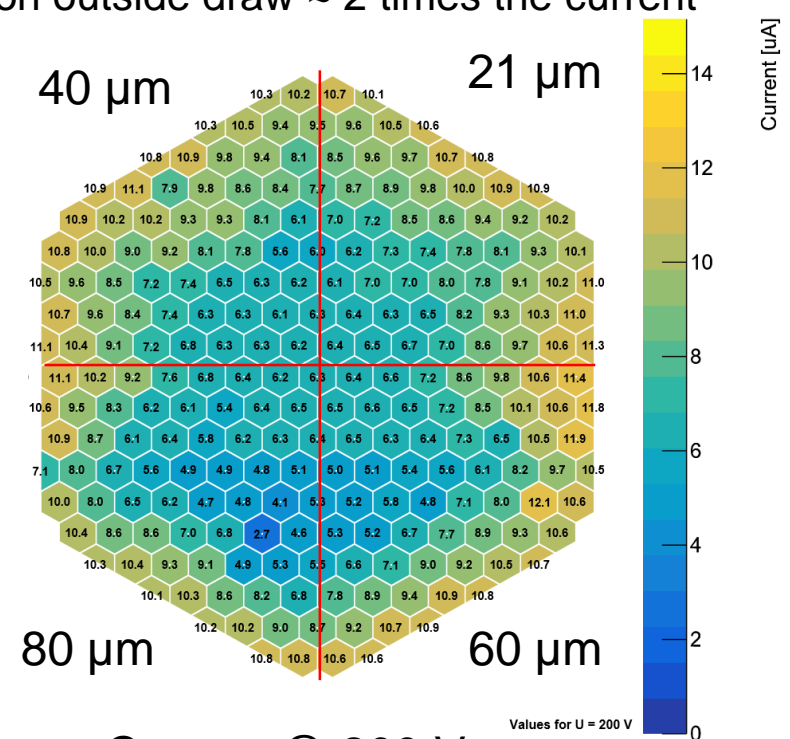 on outside draw ~ 2 times the current
40 µm
21 µm
Current [uA]
14
12
10
8
6
4
2
0
10.3 10.2 10.7 10.1
10.3 10.5 9.4 9.5 9.6 10.5 10.6
10.8 10.9 9.8 9.4 8.1 8.5 9.6 9.7 10.7 10.8
10.9 11.1 7.9 9.8 8.6 8.4 7.7 8.7 8.9 9.8 10.0 10.9 10.9
10.9 10.2 10.2 9.3 9.3 8.1 6.1 7.0 7.2 8.5 8.6 9.4 9.2 10.2
10.8 10.0 9.0 9.2 8.1 7.8 5.6 6.0 6.2 7.3 7.4 7.8 8.1 9.3 10.1
10.5 9.6 8.5 7.2 7.4 6.5 6.3 6.2 6.1 7.0 7.0 8.0 7.8 9.1 10.2 11.0
10.7 9.6 8.4 7.4 6.3 6.3 6.1 6.3 6.4 6.3 6.5 8.2 9.3 10.3 11.0
11.1 10.4 9.1 7.2 6.8 6.3 6.3 6.2 6.4 6.5 6.7 7.0 8.6 9.7 10.6 11.3
11.1 10.2 9.2 7.6 6.8 6.4 6.2 6.3 6.4 6.6 7.2 8.6 9.8 10.6 11.4
10.6 9.5 8.3 6.2 6.1 5.4 6.4 6.5 6.5 6.6 6.5 7.2 8.5 10.1 10.6 11.8
10.9 8.7 6.1 6.4 5.8 6.2 6.3 6.4 6.5 6.3 6.4 7.3 6.5 10.5 11.9
7.1 8.0 6.7 5.6 4.9 4.9 4.8 5.1 5.0 5.1 5.4 5.6 6.1 8.2 9.7 10.5
10.0 8.0 6.5 6.2 4.7 4.8 4.1 5.3 5.2 5.8 4.8 7.1 8.0 12.1 10.6
10.4 8.6 8.6 7.0 6.8 2.7 4.6 5.3 5.2 6.7 7.7 8.9 9.3 10.6
10.3 10.4 9.3 9.1 4.9 5.3 5.5 6.6 7.1 9.0 9.2 10.5 10.7
10.1 10.3 8.6 8.2 6.8 7.8 8.9 9.4 10.9 10.8
10.2 10.2 9.0 8.7 9.2 10.7 10.9
10.8 10.8 10.6 10.6
80 µm
60 µm
Values for U = 200 V